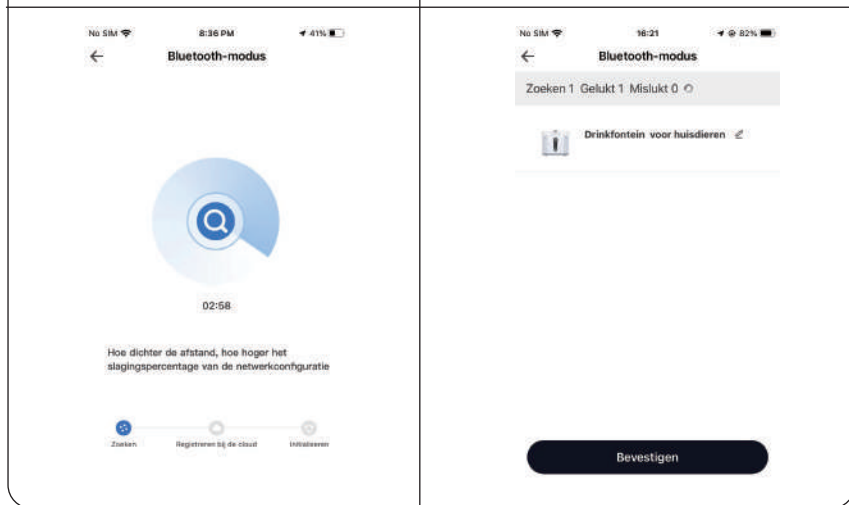 No SIM 8:36 PM 41%
Bluetooth-modus
02:58
Hoe dichter de afstand, hoe hoger het
slagingspercentage van de netwerkconfiguratie
Zoeken Registreren bij de cloud Initialiseren
No SIM 16:21 82%
Bluetooth-modus
Zoeken 1 Gelukt 1 Mislukt 0
Drinkfontein voor huisdieren
Bevestigen